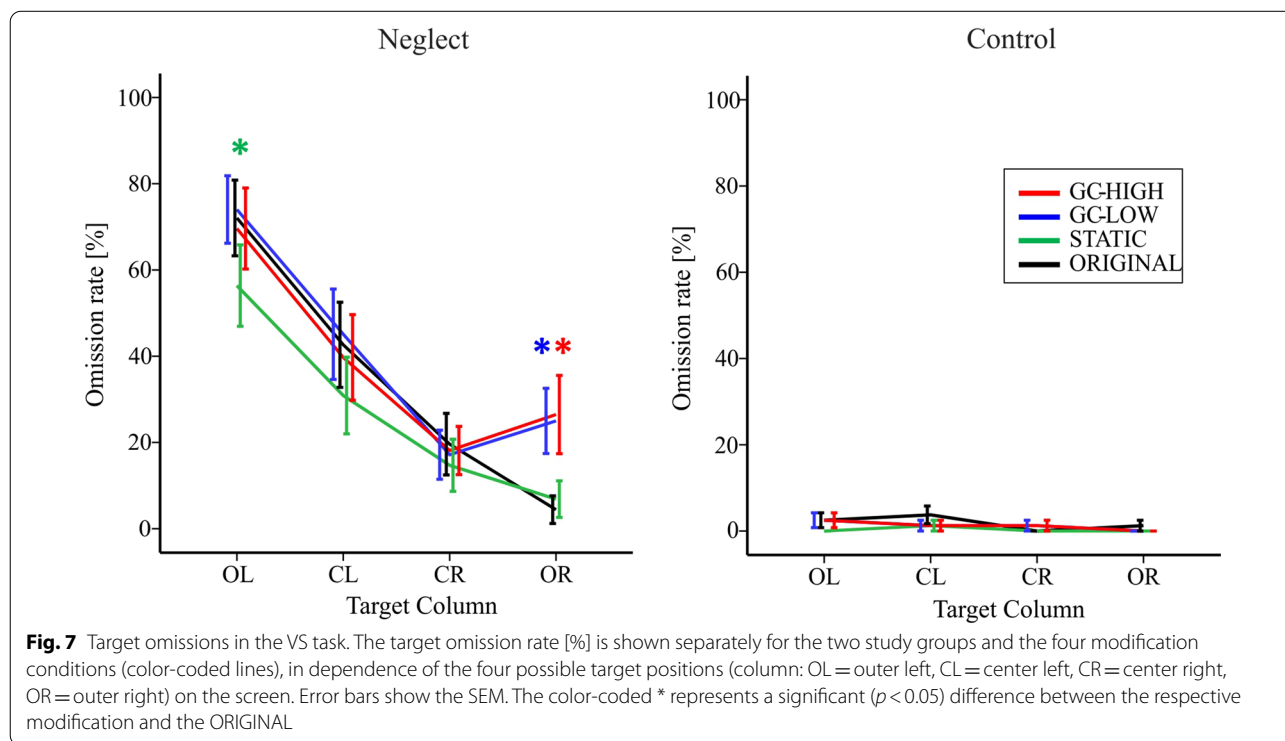 Neglect
Control
100
80
60
40
20
0
Omission rate [%]
*
* *
OL CL CR OR
Target Column
100
80
60
40
20
0
Omission rate [%]
GC-HIGH
GC-LOW
STATIC
ORIGINAL
OL CL CR OR
Target Column
Fig. 7 Target omissions in the VS task. The target omission rate [%] is shown separately for the two study groups and the four modification
conditions (color-coded lines), in dependence of the four possible target positions (column: OL = outer left, CL = center left, CR = center right,
OR = outer right) on the screen. Error bars show the SEM. The color-coded * represents a significant (p < 0.05) difference between the respective
modification and the ORIGINAL